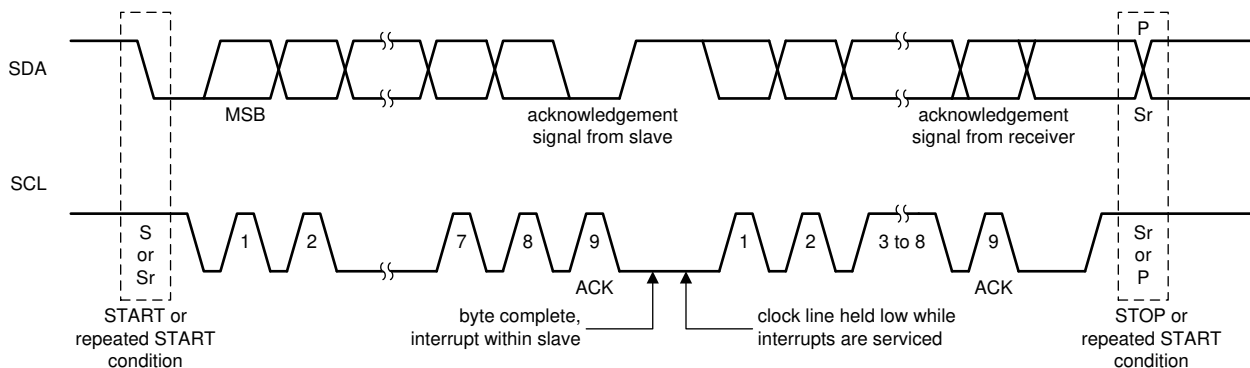 P
SDA
MSB
acknowledgement
signal from slave
acknowledgement
signal from receiver
Sr
SCL
S
or
Sr
1
2
7
8
9
1
2
3 to 8
9
Sr
or
P
ACK
ACK
START or
repeated START
condition
byte complete,
interrupt within slave
clock line held low while
interrupts are serviced
STOP or
repeated START
condition